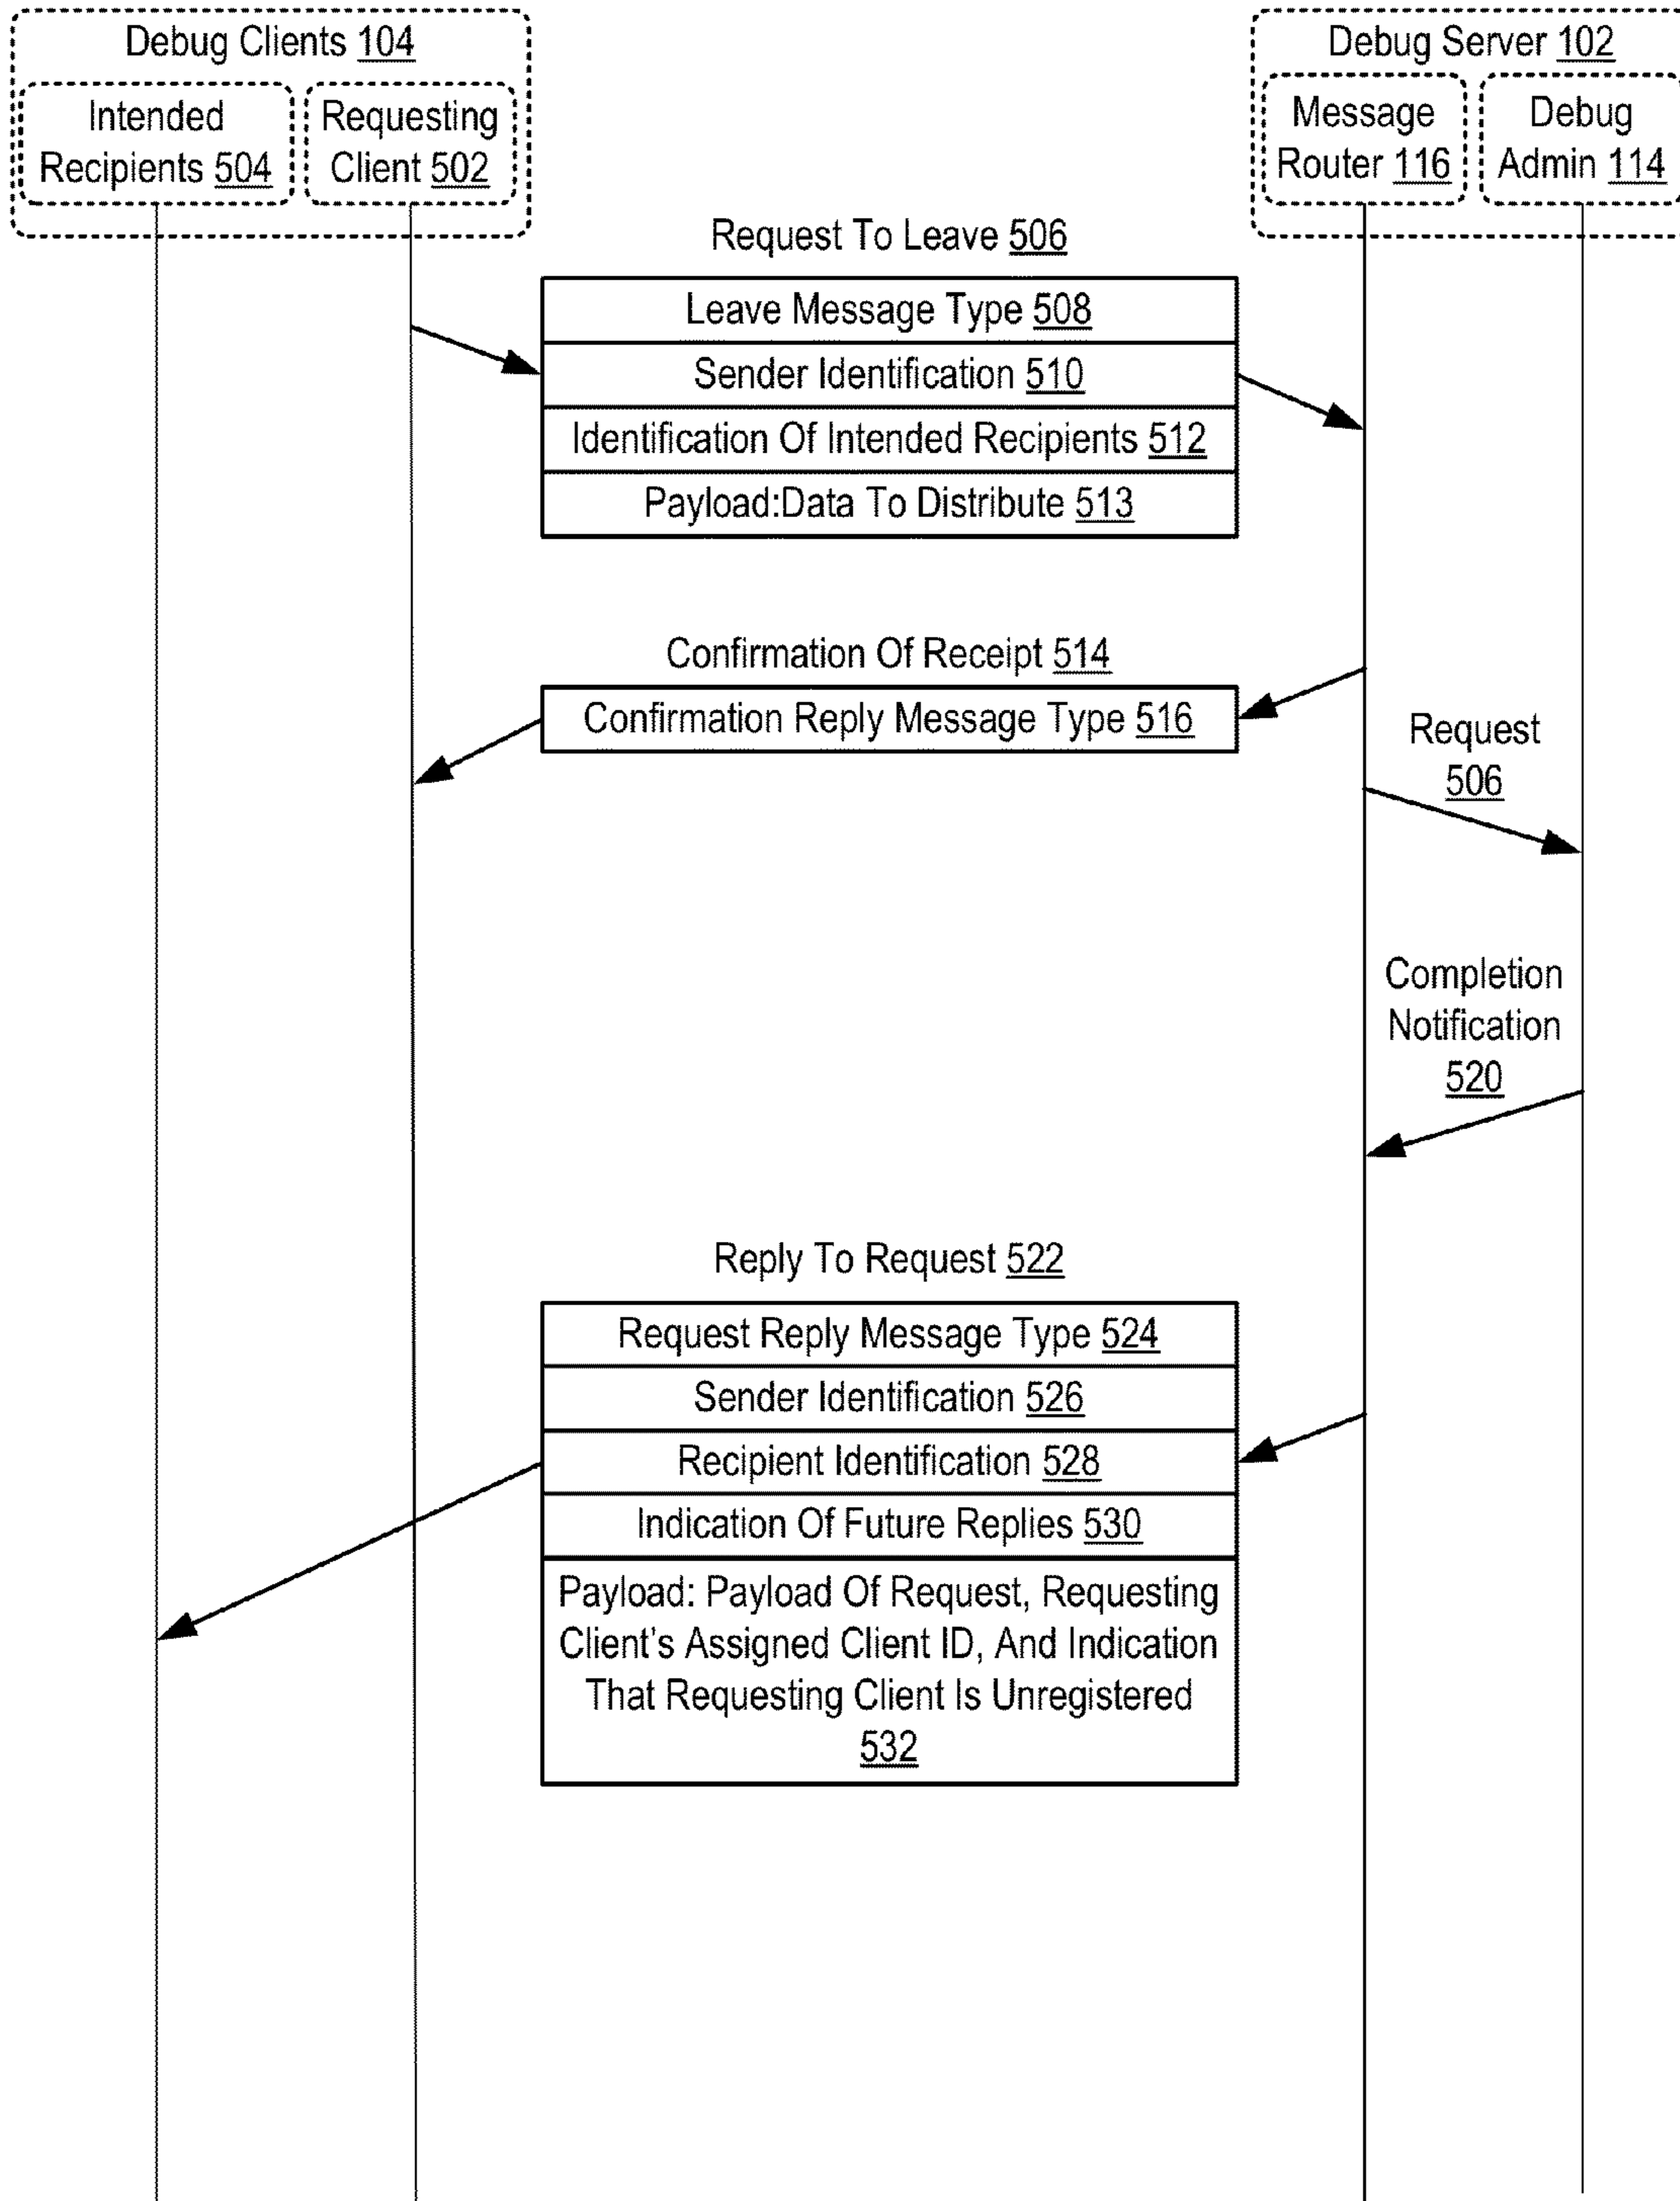 Debug Clients 104
Intended
Recipients 504
Requesting
Client 502
Debug Server 102
Message
Router 116
Debug
Admin 114
Request To Leave 506
Leave Message Type 508
Sender Identification 510
Identification Of Intended Recipients 512
Payload:Data To Distribute 513
Confirmation Of Receipt 514
Confirmation Reply Message Type 516
Request
506
Completion
Notification
520
Reply To Request 522
Request Reply Message Type 524
Sender Identification 526
Recipient Identification 528
Indication Of Future Replies 530
Payload: Payload Of Request, Requesting
Client's Assigned Client ID, And Indication
That Requesting Client Is Unregistered
532